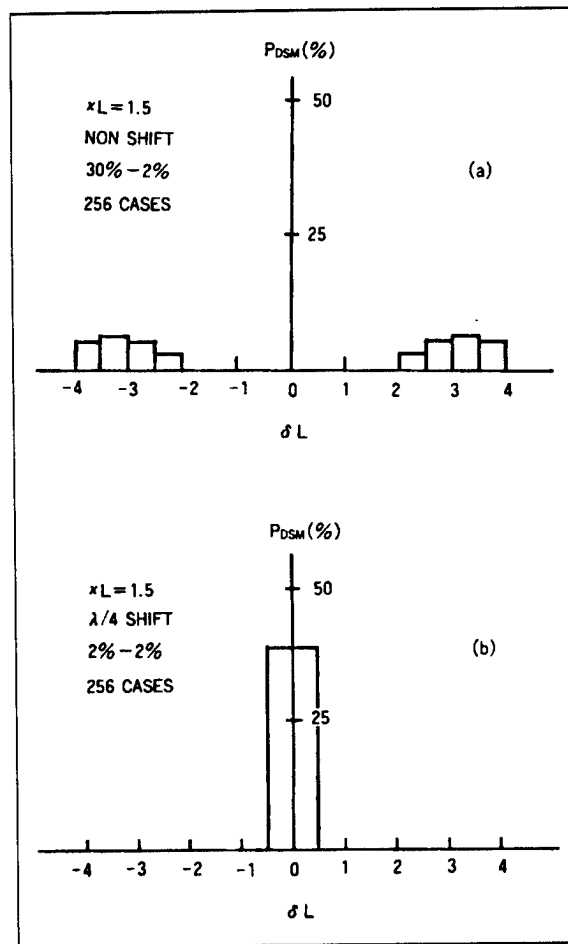 PDSM(%)
κL=1.5
NON SHIFT
30%-2%
256 CASES
50
(a)
25
-4 -3 -2 -1 0 1 2 3 4
δL
PDSM(%)
κL=1.5
λ/4 SHIFT
2%-2%
256 CASES
50
(b)
25
-4 -3 -2 -1 0 1 2 3 4
δL